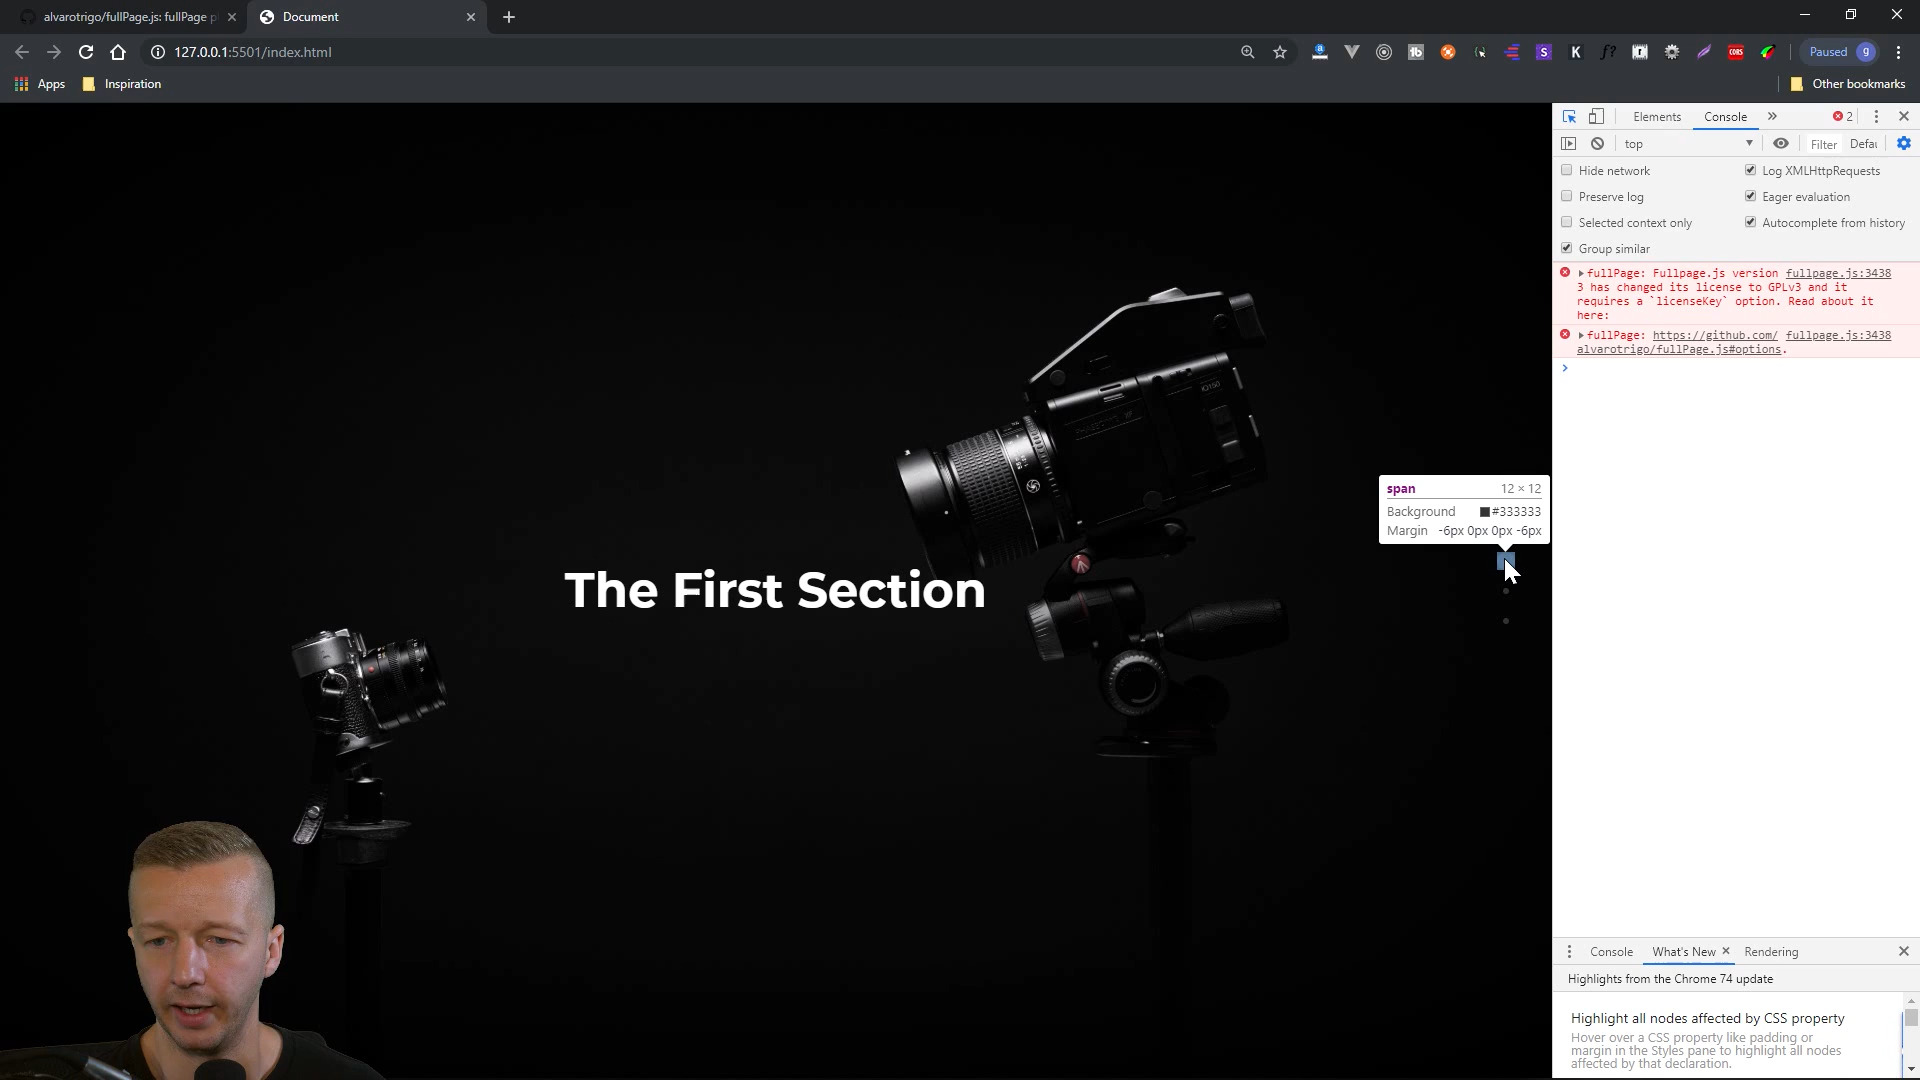 alvarotrigo/fullPage.js: fullPage p
Document
127.0.0.1:5501/index.html
Paused
g
Apps
Inspiration
Other bookmarks
Elements
Console
2
top
Filter
Defau
Hide network
Log XMLHttpRequests
Preserve log
Eager evaluation
Selected context only
Autocomplete from history
Group similar
fullPage: Fullpage.js version fullpage.js:3438
3 has changed its license to GPLv3 and it
requires a `licenseKey` option. Read about it
here:
fullPage: https://github.com/ fullpage.js:3438
alvarotrigo/fullPage.js#options.
span 12 × 12
Background #333333
Margin -6px 0px 0px -6px
The First Section
Console
What's New
Rendering
Highlights from the Chrome 74 update
Highlight all nodes affected by CSS property
Hover over a CSS property like padding or
margin in the Styles pane to highlight all nodes
affected by that declaration.